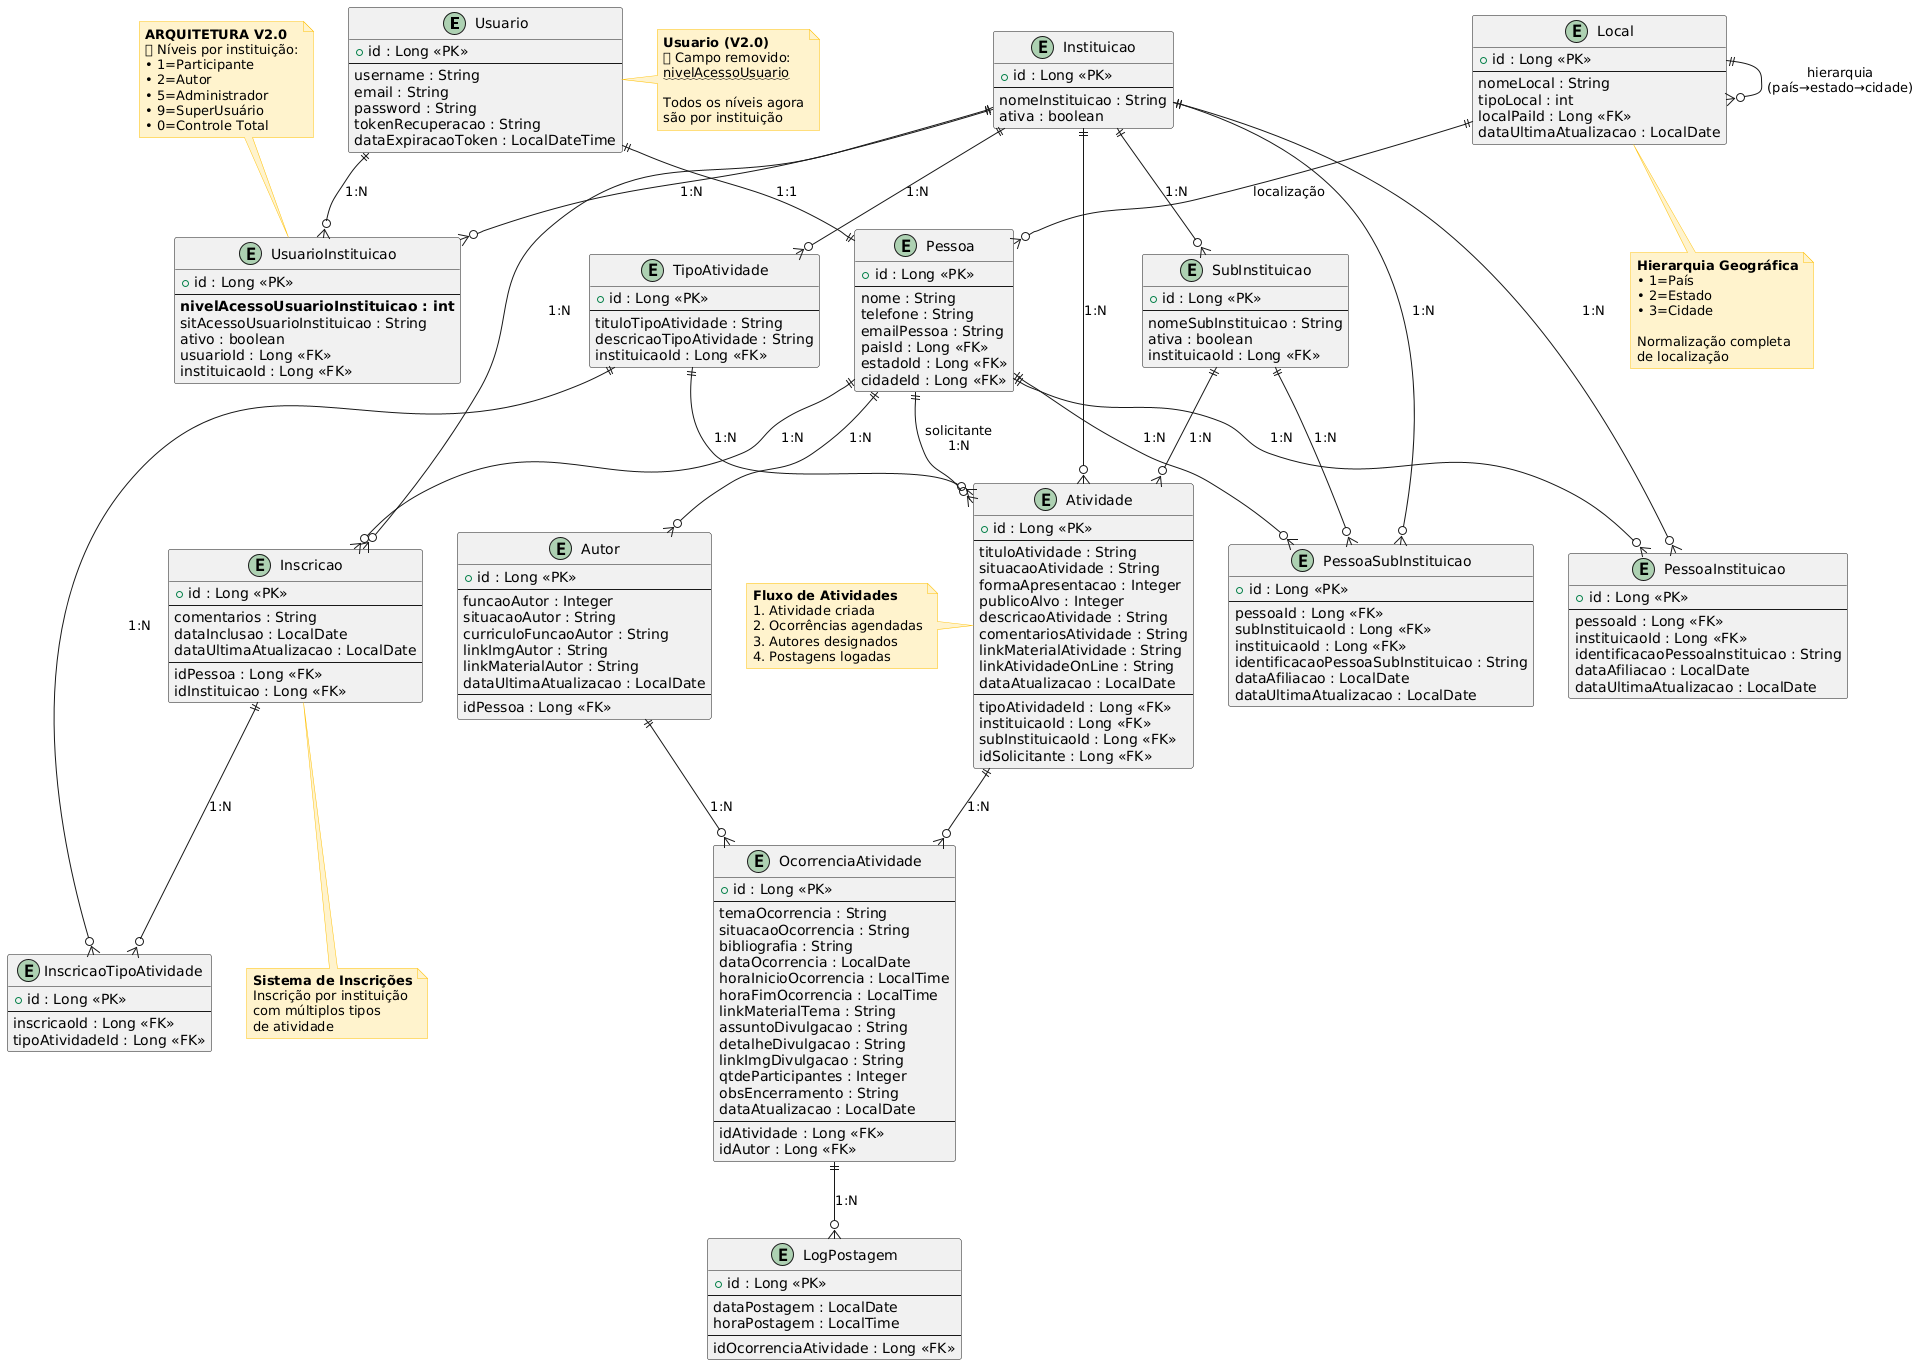 ARQUITETURA V2.0
Níveis por instituição:
• 1=Participante
• 2=Autor
• 5=Administrador
• 9=SuperUsuário
• 0=Controle Total
E Usuario
id : Long «PK»
username : String
email : String
password : String
tokenRecuperacao : String
dataExpiracaoToken : LocalDateTime
Usuario (V2.0)
Campo removido:
nivelAcessoUsuario
Todos os níveis agora
são por instituição
E Instituicao
id : Long «PK»
nomeInstituicao : String
ativa : boolean
E Local
id : Long «PK»
nomeLocal : String
tipoLocal : int
localPaiId : Long «FK»
dataUltimaAtualizacao : LocalDate
hierarquia
(país→estado→cidade)
1:N
1:N
1:1
1:N
1:N
localização
E UsuarioInstituicao
id : Long «PK»
nivelAcessoUsuarioInstituicao : int
sitAcessoUsuarioInstituicao : String
ativo : boolean
usuarioId : Long «FK»
instituicaoId : Long «FK»
E TipoAtividade
id : Long «PK»
tituloTipoAtividade : String
descricaoTipoAtividade : String
instituicaoId : Long «FK»
E Pessoa
id : Long «PK»
nome : String
telefone : String
emailPessoa : String
paisId : Long «FK»
estadoId : Long «FK»
cidadeId : Long «FK»
E SubInstituicao
id : Long «PK»
nomeSubInstituicao : String
ativa : boolean
instituicaoId : Long «FK»
Hierarquia Geográfica
• 1=País
• 2=Estado
• 3=Cidade
Normalização completa
de localização
1:N
1:N
1:N
1:N
1:N
1:N
1:N
solicitante
1:N
1:N
1:N
1:N
1:N
E Inscricao
id : Long «PK»
comentarios : String
dataInclusao : LocalDate
dataUltimaAtualizacao : LocalDate
idPessoa : Long «FK»
idInstituicao : Long «FK»
E Autor
id : Long «PK»
funcaoAutor : Integer
situacaoAutor : String
curriculoFuncaoAutor : String
linkImgAutor : String
linkMaterialAutor : String
dataUltimaAtualizacao : LocalDate
idPessoa : Long «FK»
Fluxo de Atividades
1. Atividade criada
2. Ocorrências agendadas
3. Autores designados
4. Postagens logadas
E Atividade
id : Long «PK»
tituloAtividade : String
situacaoAtividade : String
formaApresentacao : Integer
publicoAlvo : Integer
descricaoAtividade : String
comentariosAtividade : String
linkMaterialAtividade : String
linkAtividadeOnLine : String
dataAtualizacao : LocalDate
tipoAtividadeId : Long «FK»
instituicaoId : Long «FK»
subInstituicaoId : Long «FK»
idSolicitante : Long «FK»
E PessoaSubInstituicao
id : Long «PK»
pessoaId : Long «FK»
subInstituicaoId : Long «FK»
instituicaoId : Long «FK»
identificacaoPessoaSubInstituicao : String
dataAfiliacao : LocalDate
dataUltimaAtualizacao : LocalDate
E PessoaInstituicao
id : Long «PK»
pessoaId : Long «FK»
instituicaoId : Long «FK»
identificacaoPessoaInstituicao : String
dataAfiliacao : LocalDate
dataUltimaAtualizacao : LocalDate
1:N
1:N
1:N
1:N
E InscricaoTipoAtividade
id : Long «PK»
inscricaoId : Long «FK»
tipoAtividadeId : Long «FK»
Sistema de Inscrições
Inscrição por instituição
com múltiplos tipos
de atividade
E OcorrenciaAtividade
id : Long «PK»
temaOcorrencia : String
situacaoOcorrencia : String
bibliografia : String
dataOcorrencia : LocalDate
horaInicioOcorrencia : LocalTime
horaFimOcorrencia : LocalTime
linkMaterialTema : String
assuntoDivulgacao : String
detalheDivulgacao : String
linkImgDivulgacao : String
qtdeParticipantes : Integer
obsEncerramento : String
dataAtualizacao : LocalDate
idAtividade : Long «FK»
idAutor : Long «FK»
1:N
E LogPostagem
id : Long «PK»
dataPostagem : LocalDate
horaPostagem : LocalTime
idOcorrenciaAtividade : Long «FK»